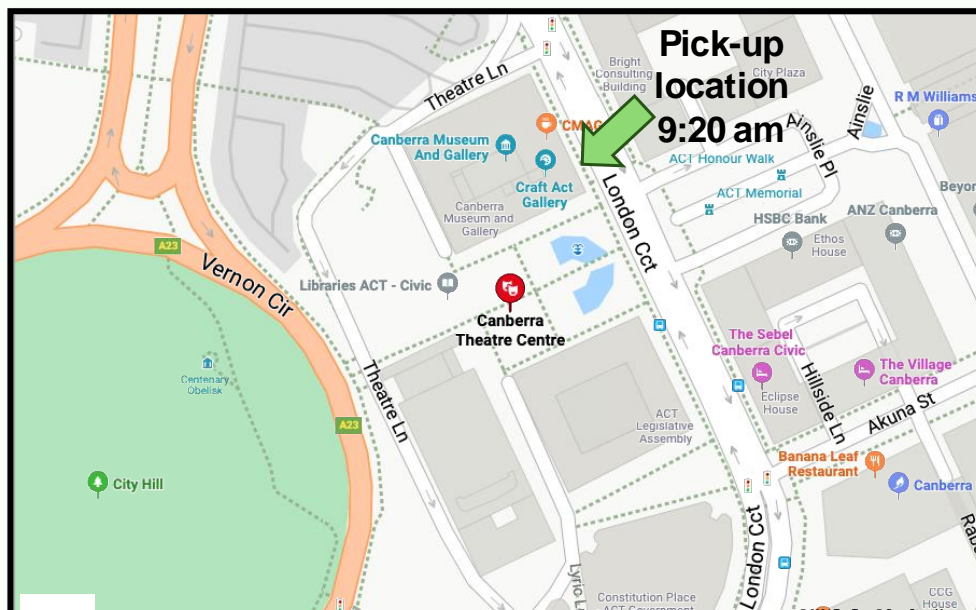 Pick-up
location
9:20 am
Theatre Ln
Bright
Consulting
Building
City Plaza
R M Williams
Ainslie
Ainslie Pl
CMAG
Canberra Museum
And Gallery
Craft Act
Gallery
Canberra
Museum and
Gallery
ACT Honour Walk
ACT Memorial
London Cct
HSBC Bank
ANZ Canberra
Ethos
House
A23
Vernon Cir
Libraries ACT - Civic
Canberra
Theatre Centre
The Sebel
Canberra Civic
Eclipse
House
The Village
Canberra
Hillside Ln
Akuna St
Centenary
Obelisk
Theatre Ln
A23
ACT
Legislative
Assembly
Banana Leaf
Restaurant
Canberra
City Hill
London Cct
Constitution Place
CCG
House